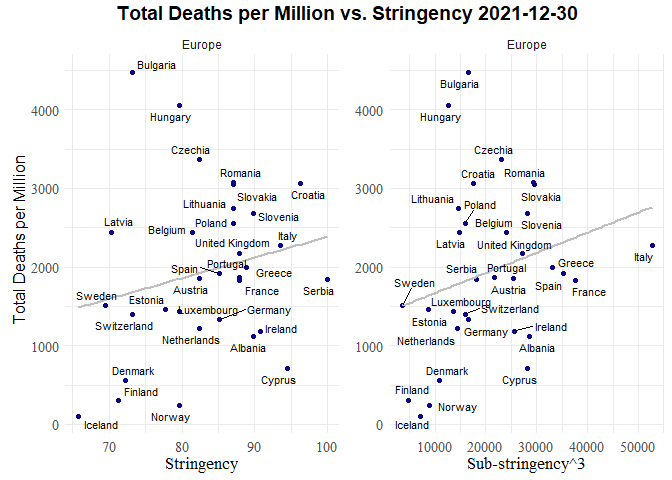 Total Deaths per Million vs. Stringency 2021-12-30
Europe
Total Deaths per Million
4000
3000
2000
1000
0
Bulgaria
Hungary
Czechia
Romania
Croatia
Slovakia
Lithuania
Slovenia
Poland
Latvia
Belgium
Italy
United Kingdom
Portugal
Spain
Greece
Austria
France
Serbia
Sweden
Estonia
Luxembourg
Germany
Switzerland
Ireland
Netherlands
Albania
Denmark
Cyprus
Finland
Norway
Iceland
70 80 90 100
Stringency
Europe
4000
3000
2000
1000
0
Bulgaria
Hungary
Czechia
Croatia
Romania
Lithuania
Poland
Slovenia
Belgium
Latvia
United Kingdom
Italy
Serbia
Portugal
Greece
Sweden
Austria
Spain
France
Luxembourg
Switzerland
Estonia
Germany
Ireland
Netherlands
Albania
Denmark
Cyprus
Finland
Norway
Iceland
Slovakia
10000 20000 30000 40000 50000
Sub-stringency^3